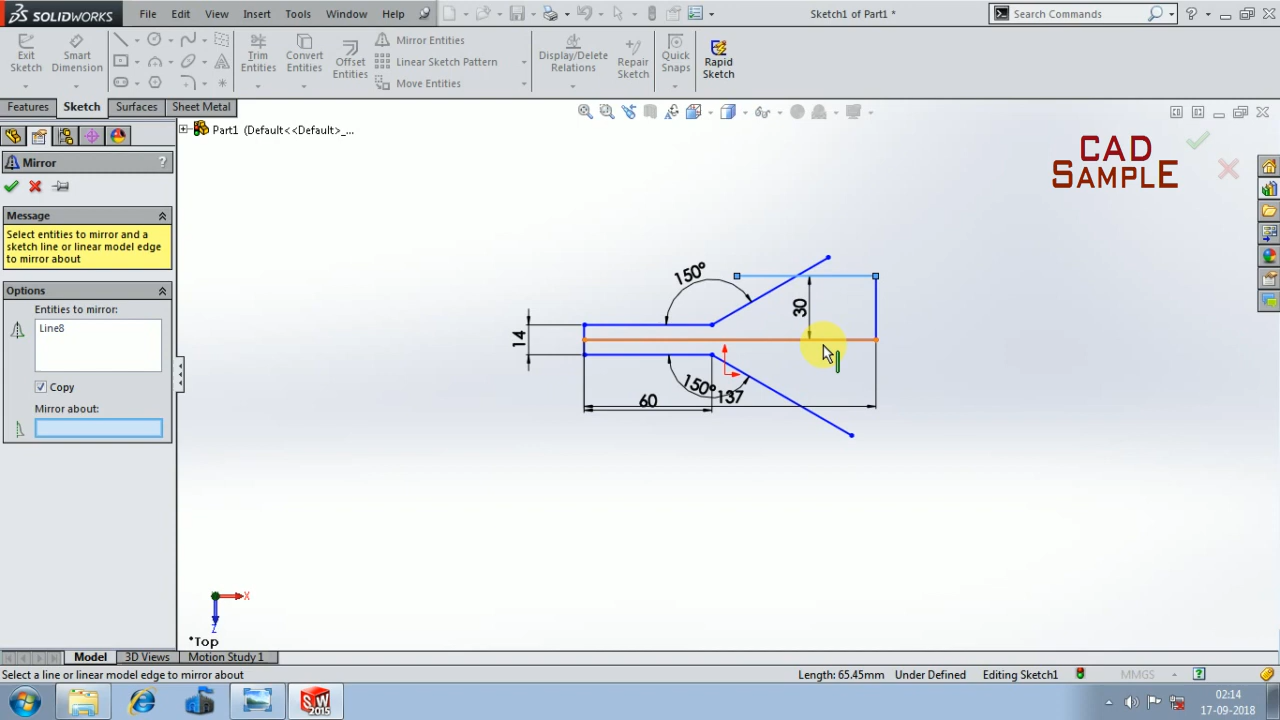 SOLIDWORKS
File Edit View Insert Tools Window Help
Sketch1 of Part1 *
Search Commands
Exit Sketch
Smart Dimension
Trim Entities
Convert Entities
Offset Entities
Mirror Entities
Linear Sketch Pattern
Move Entities
Display/Delete Relations
Repair Sketch
Quick Snaps
Rapid Sketch
Features Sketch Surfaces Sheet Metal
Part1 (Default<<Default>_...
CAD
SAMPLE
Mirror
?
Message
Select entities to mirror and a
sketch line or linear model edge
to mirror about
Options
Entities to mirror:
Line8
Copy
Mirror about:
150°
30
14
150°
137
60
X
Z
*Top
Model 3D Views Motion Study 1
Select a line or linear model edge to mirror about
Length: 65.45mm Under Defined Editing Sketch1 MMGS
SW
2015
02:14
17-09-2018